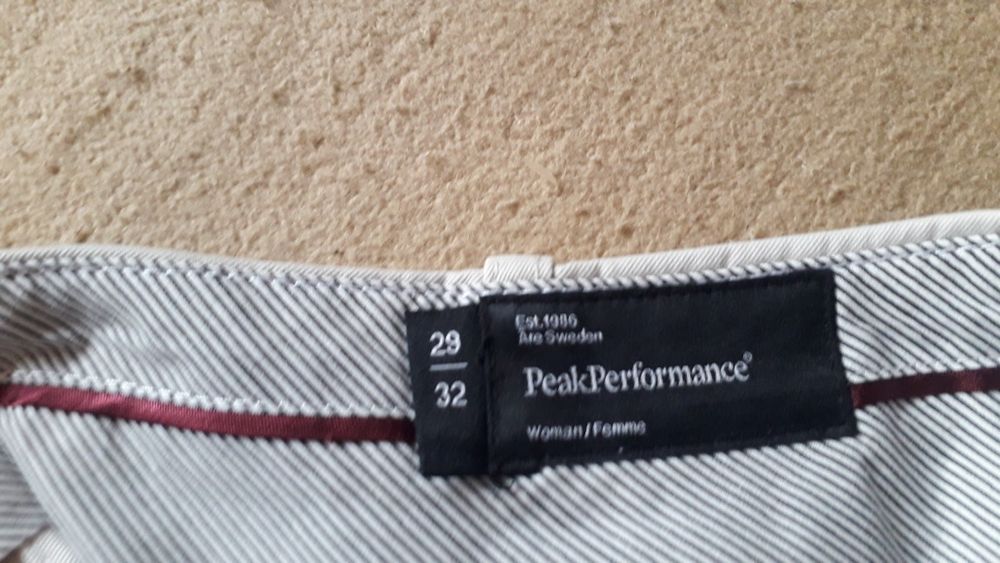 29
32
Est.1986
Åre Sweden
PeakPerformance®
Woman/Femme